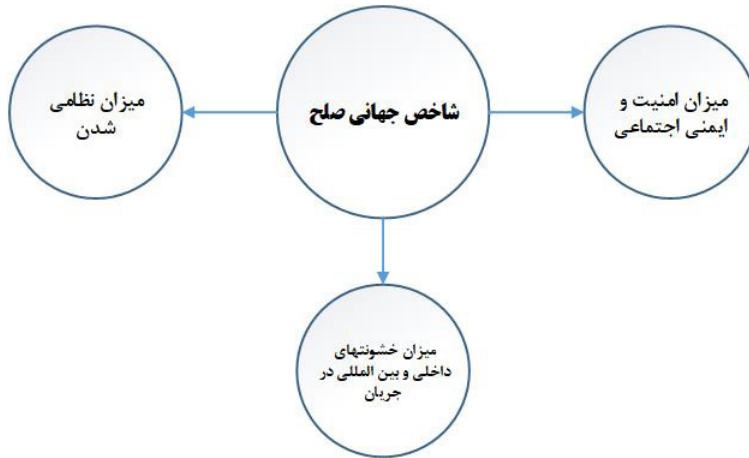 شاخص جهانی صلح
میزان امنیت و
ایمنی اجتماعی
میزان نظامی
شدن
میزان خشونتهای
داخلی و بین المللی در
جریان